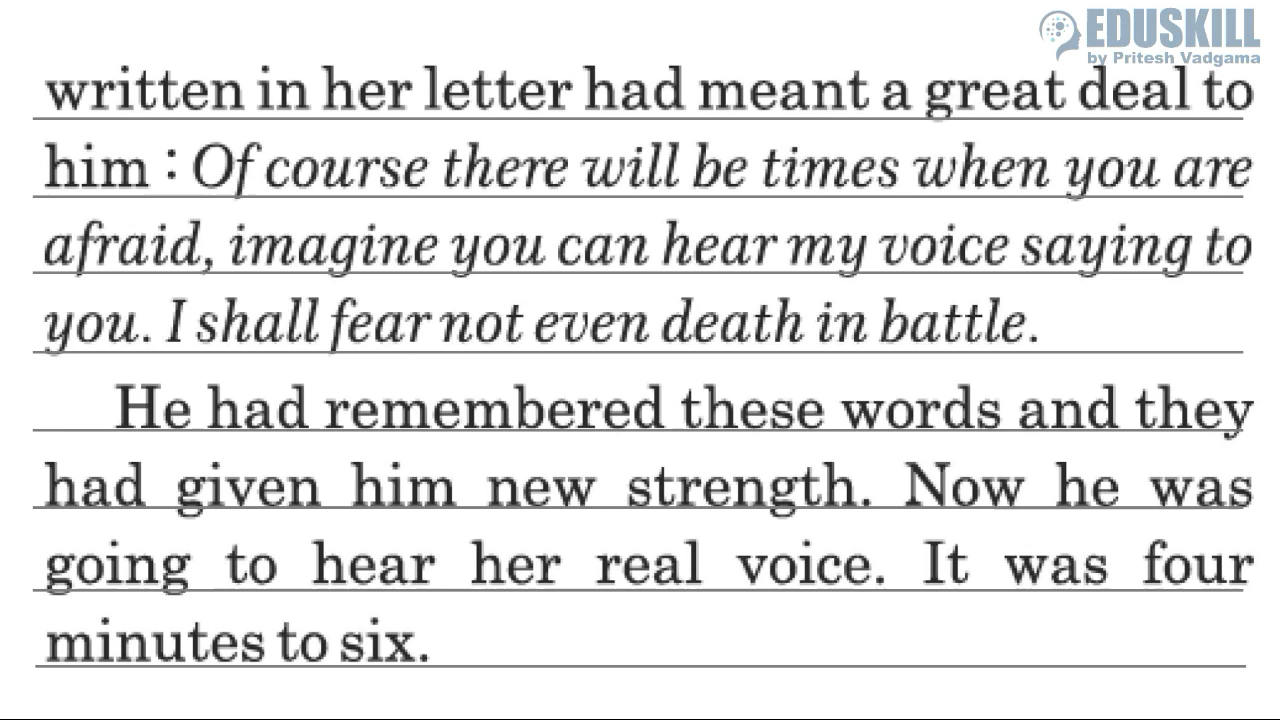 EDUSKILL
by Pritesh Vadgama
written in her letter had meant a great deal to
him : Of course there will be times when you are
afraid, imagine you can hear my voice saying to
you. I shall fear not even death in battle.
He had remembered these words and they
had given him new strength. Now he was
going to hear her real voice. It was four
minutes to six.